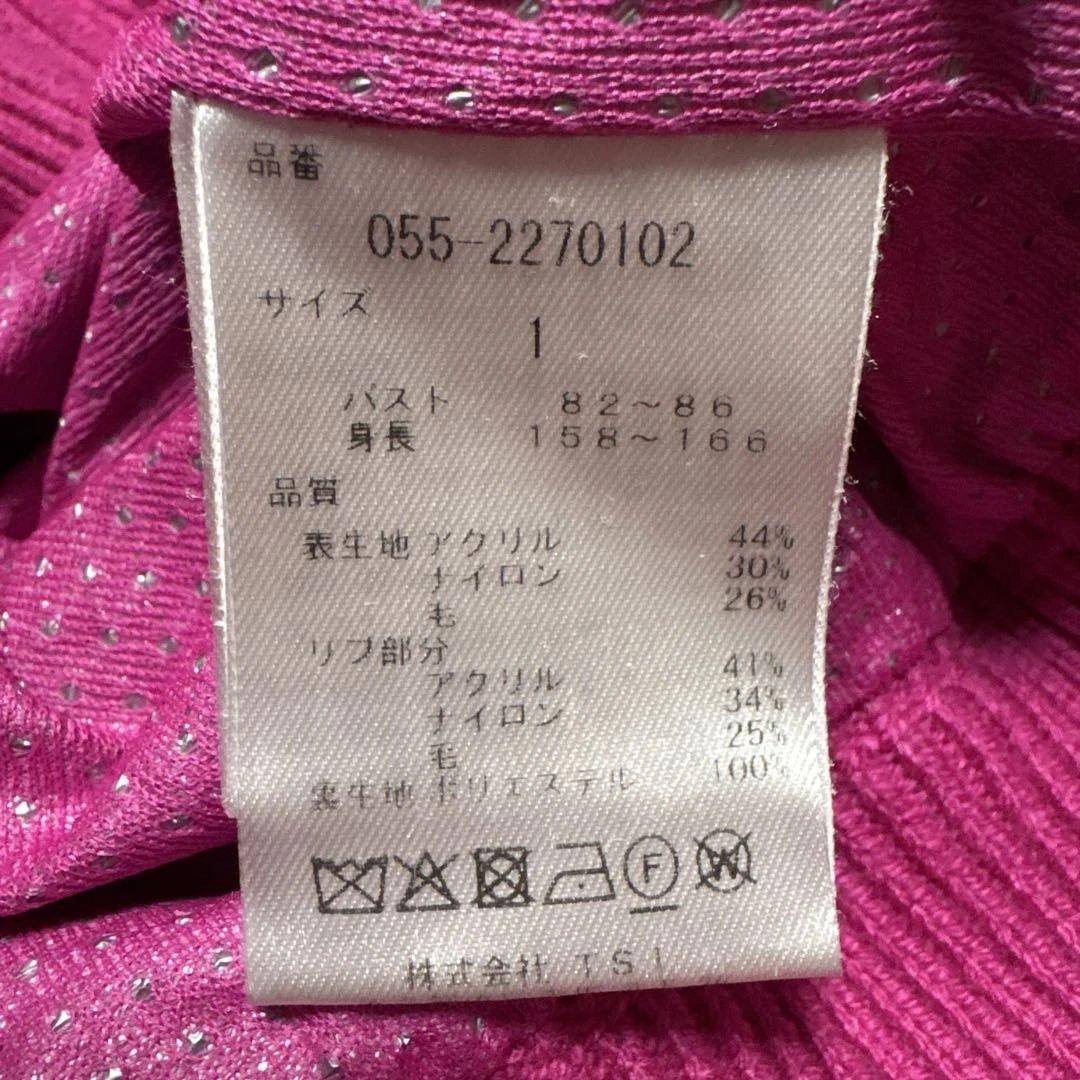 品番
055-2270102
サイズ
1
バスト 82～86
身長 158～166
品質
表生地 アクリル 44%
ナイロン 30%
毛 26%
リブ部分
アクリル 41%
ナイロン 34%
毛 25%
裏生地 ポリエステル 100%
F W
株式会社 TSI